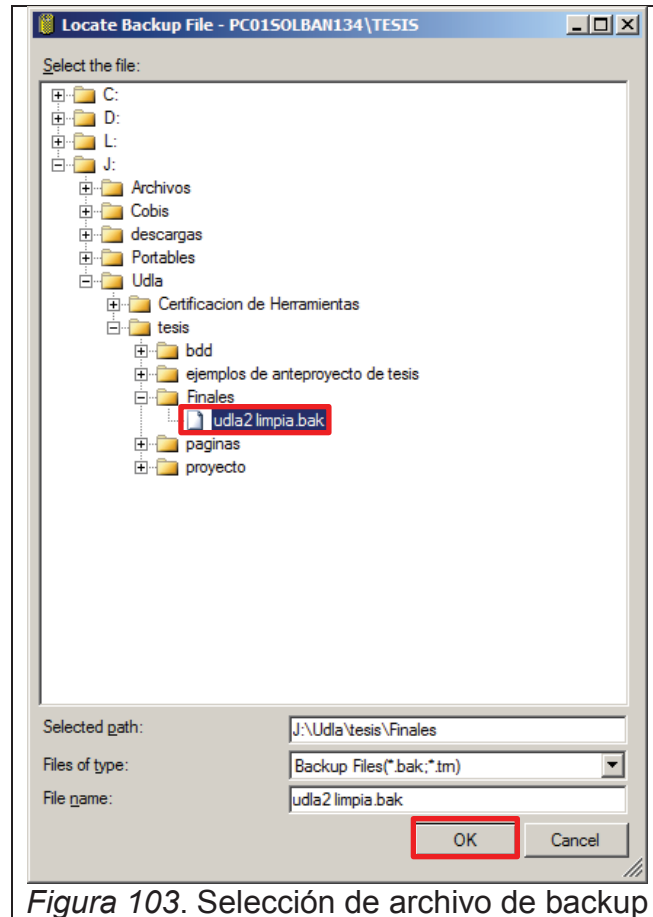 Locate Backup File - PC01SOLBAN134\TESIS
Select the file:
C:
D:
L:
J:
Archivos
Cobis
descargas
Portables
Udla
Certificacion de Herramientas
tesis
bdd
ejemplos de anteproyecto de tesis
Finales
udla2 limpia.bak
paginas
proyecto
Selected path: J:\Udla\tesis\Finales
Files of type: Backup Files(*.bak;*.trn)
File name: udla2 limpia.bak
OK Cancel
Figura 103. Selección de archivo de backup